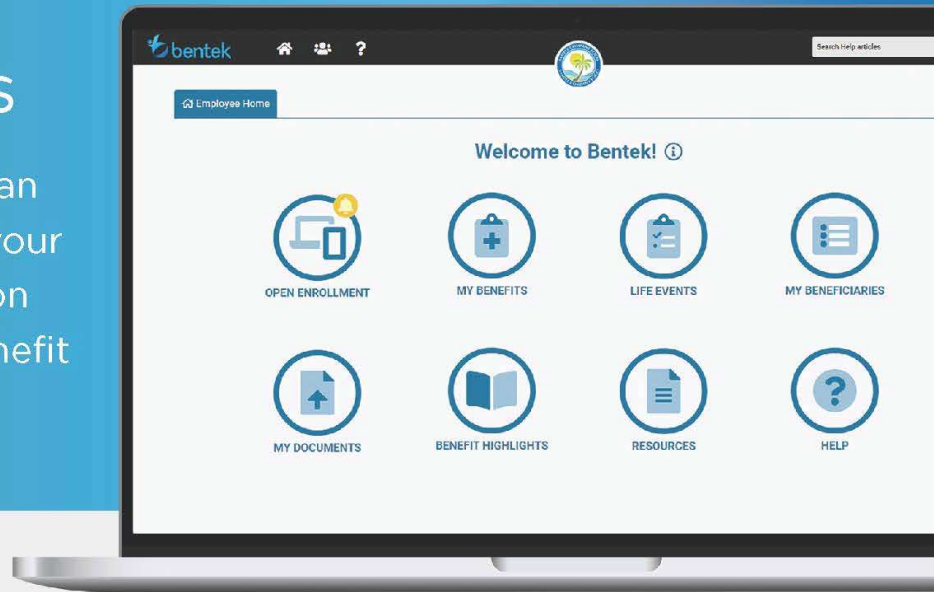 s
an
your
on
nefit
bentek
?
Search Help articles
Employee Home
Welcome to Bentek!
OPEN ENROLLMENT
MY BENEFITS
LIFE EVENTS
MY BENEFICIARIES
MY DOCUMENTS
BENEFIT HIGHLIGHTS
RESOURCES
HELP